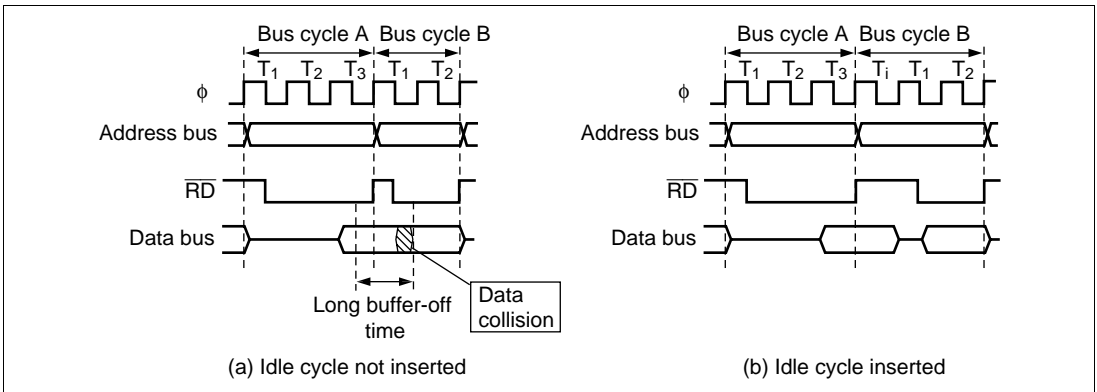 Bus cycle A Bus cycle B
T1 T2 T3 T1 T2
ϕ
Address bus
RD
Data bus
Long buffer-off
time
Data
collision
(a) Idle cycle not inserted
Bus cycle A Bus cycle B
T1 T2 T3 Ti T1 T2
ϕ
Address bus
RD
Data bus
(b) Idle cycle inserted